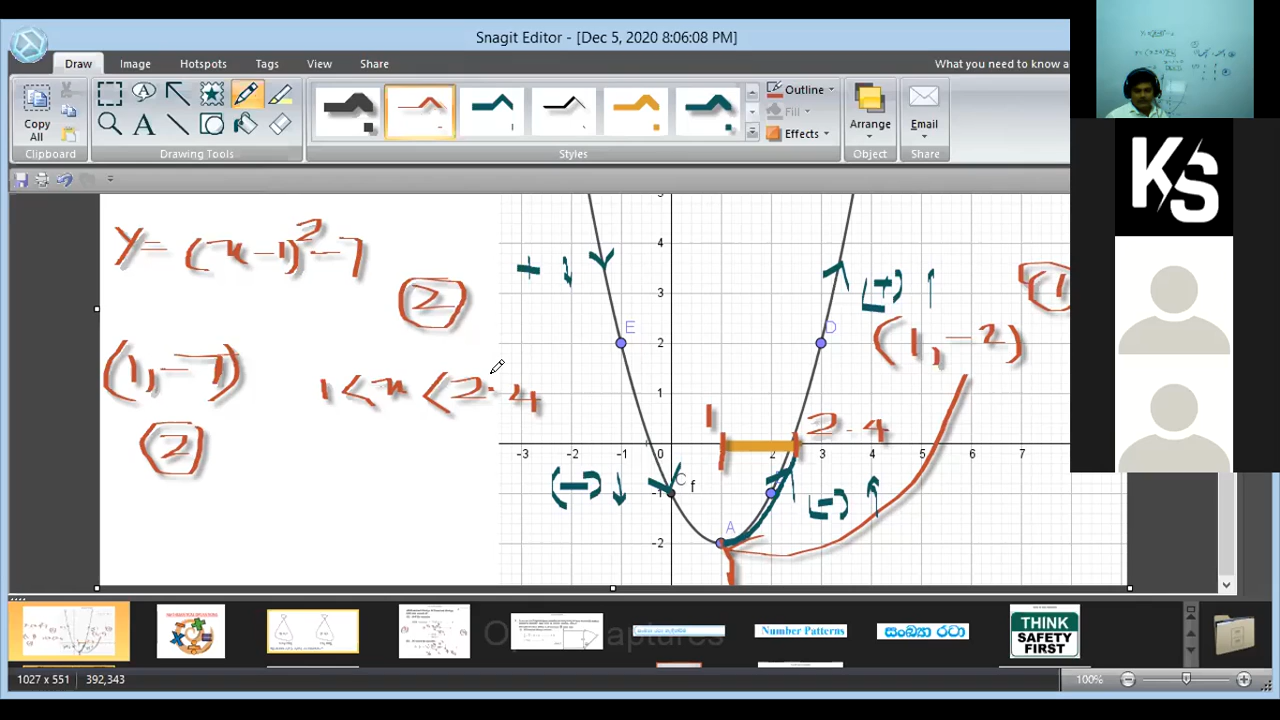 Snagit Editor - [Dec 5, 2020 8:06:08 PM]
Draw Image Hotspots Tags View Share What you need to know a
Copy All
Clipboard
Drawing Tools
Styles
Outline
Fill
Effects
Arrange
Object
Email
Share
KS
y = (x-1)² - 7
2
(1, -7)
2
1 < x < 2.4
E
D
C
f
A
+ ↓
(+) ↑
(1, -2)
(1
1
2.4
(-) ↓
(-) ↑
5
4
3
2
1
-3 -2 -1 0 2 3 4 5 6 7
-1
-2
Number Patterns
සංඛ්‍යා රටා
THINK SAFETY FIRST
1027 x 551
392,343
100%